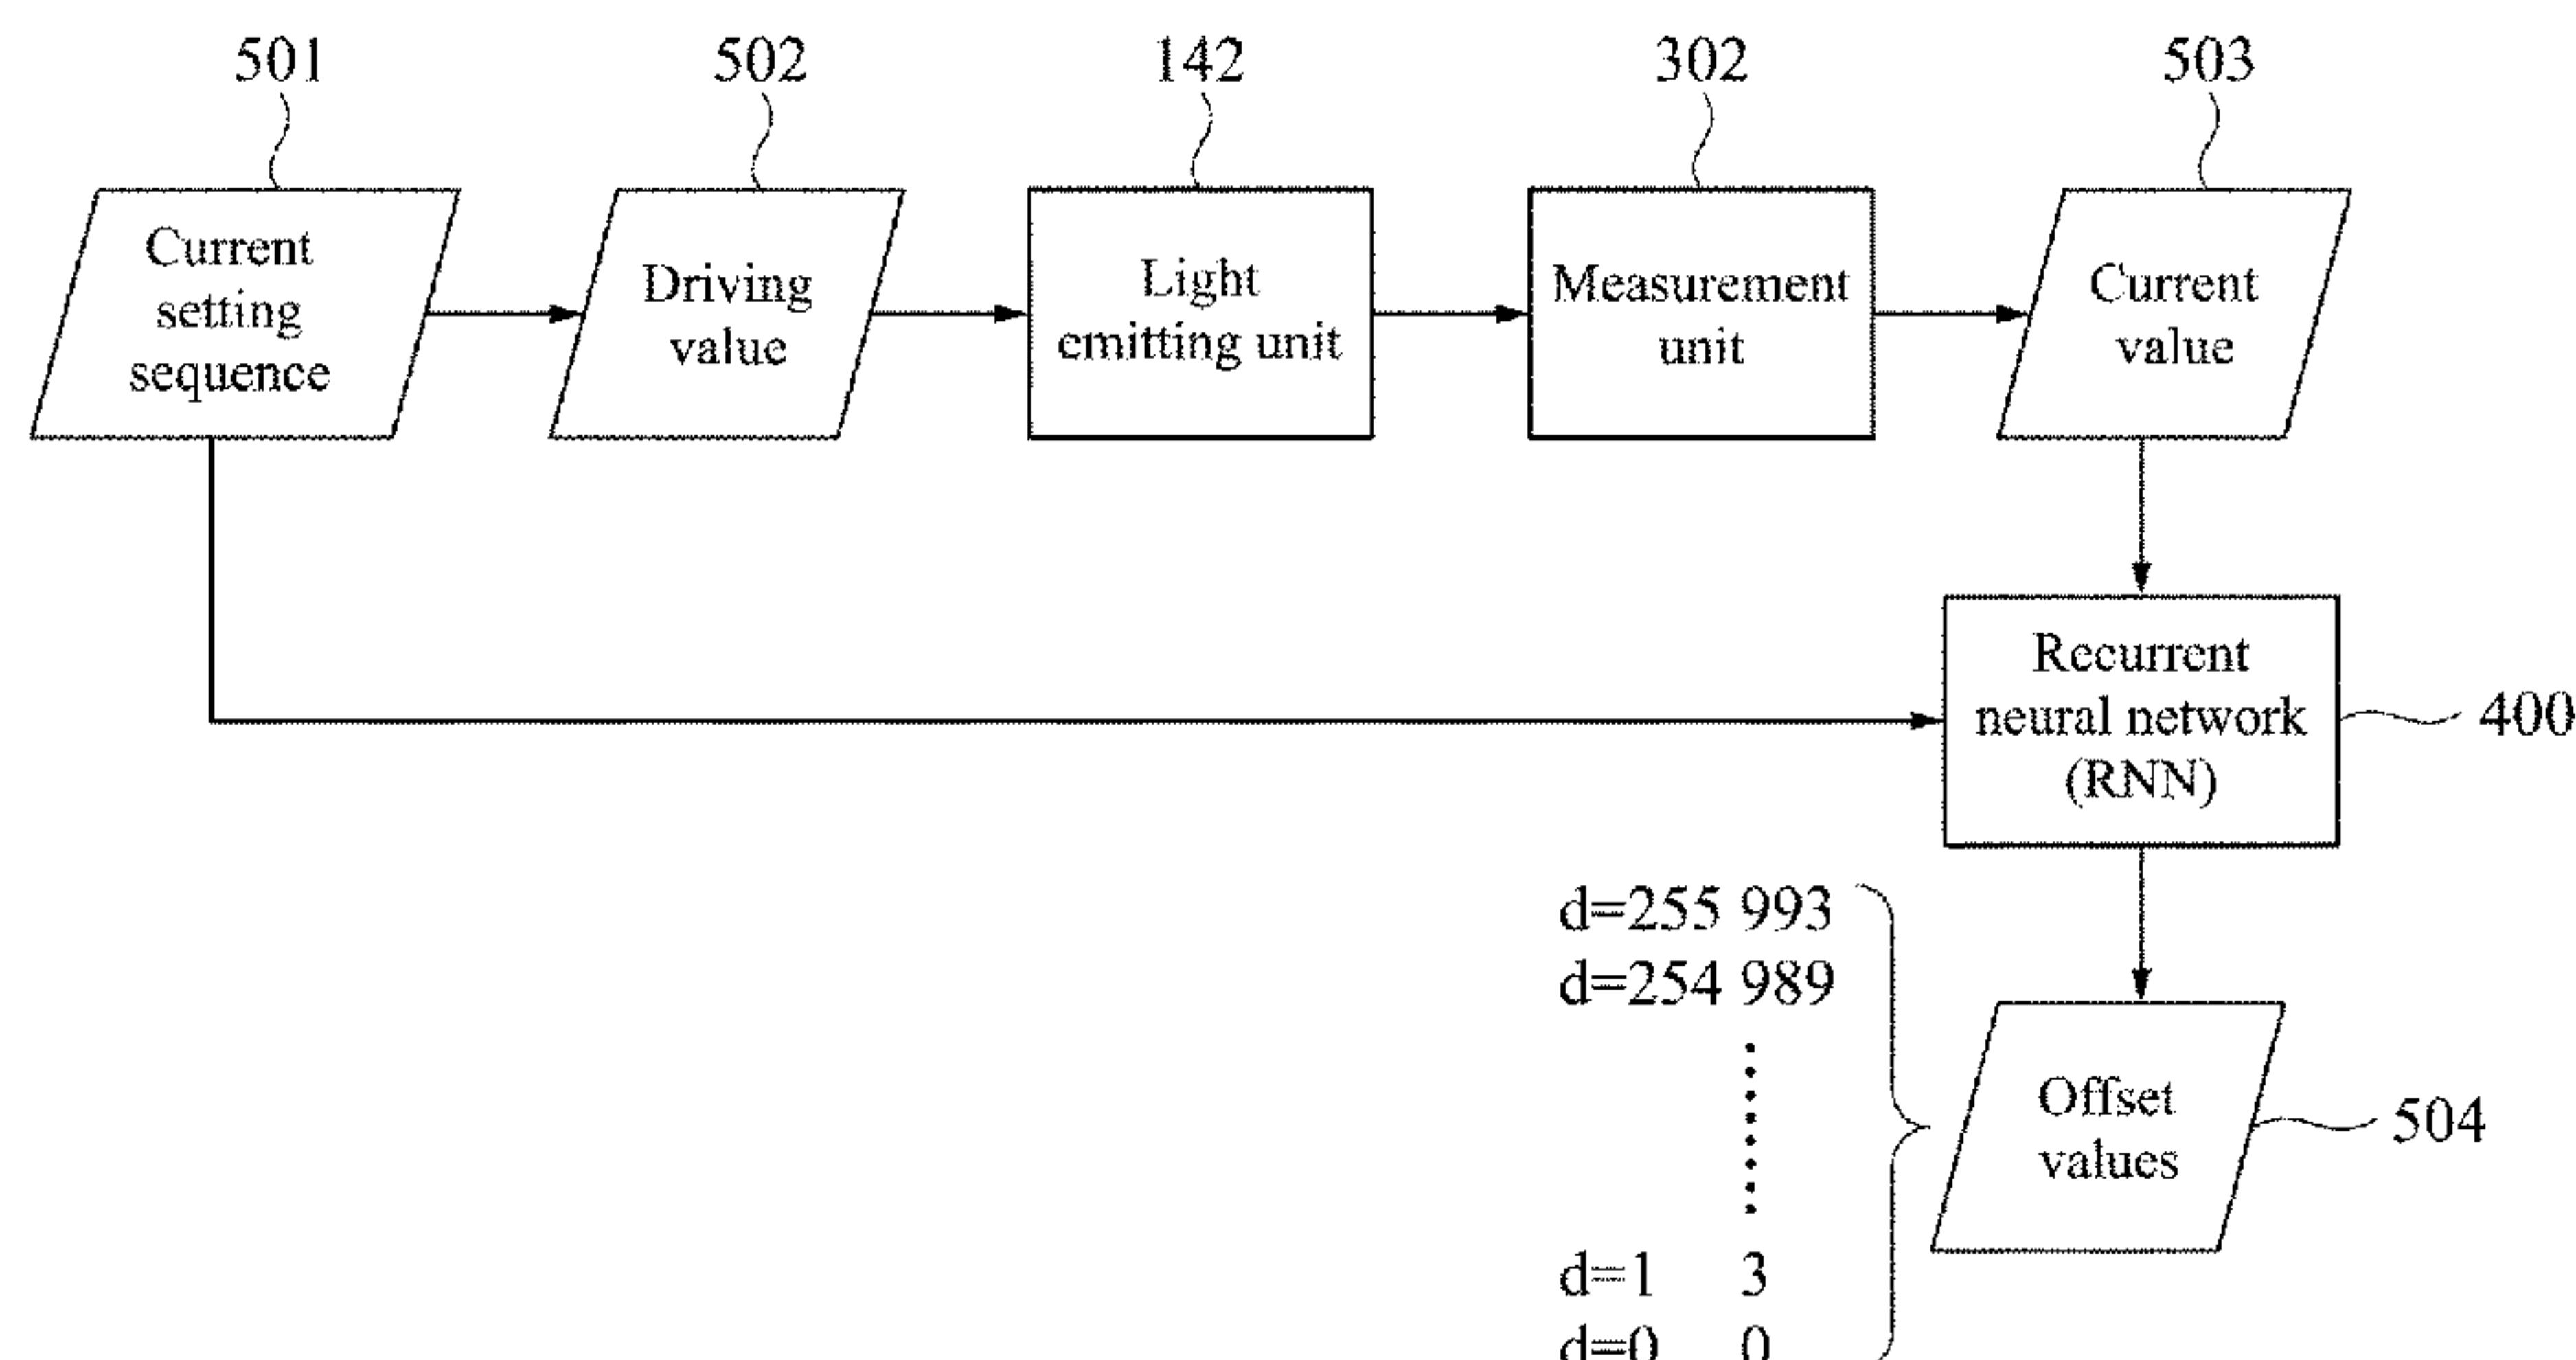 501
502
142
302
503
Current
setting
sequence
Driving
value
Light
emitting unit
Measurement
unit
Current
value
Recurrent
neural network
(RNN)
400
d=255 993
d=254 989
d=1 3
d=0 0
Offset
values
504